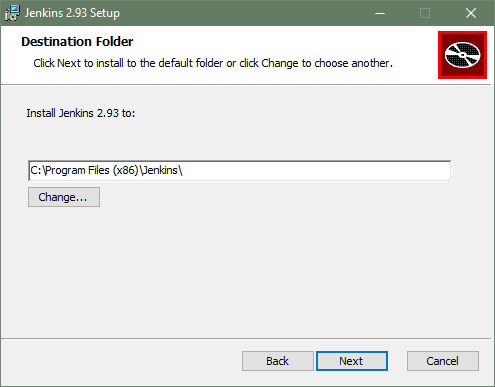 Jenkins 2.93 Setup
Destination Folder
Click Next to install to the default folder or click Change to choose another.
Install Jenkins 2.93 to:
C:\Program Files (x86)\Jenkins\
Change...
Back
Next
Cancel